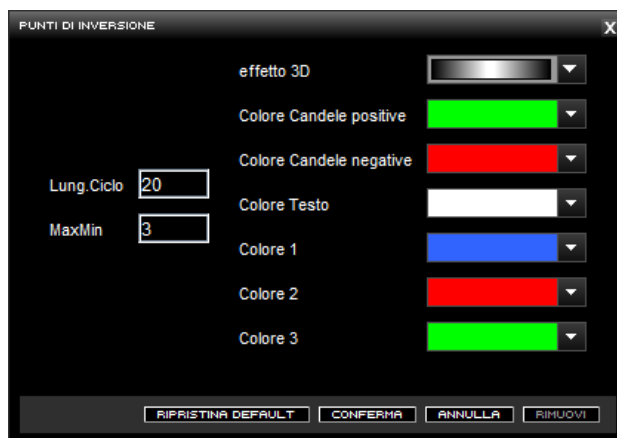 PUNTI DI INVERSIONE X
effetto 3D
Colore Candele positive
Colore Candele negative
Lung.Ciclo 20
Colore Testo
MaxMin 3
Colore 1
Colore 2
Colore 3
RIPRISTINA DEFAULT CONFERMA ANNULLA RIMUOVI